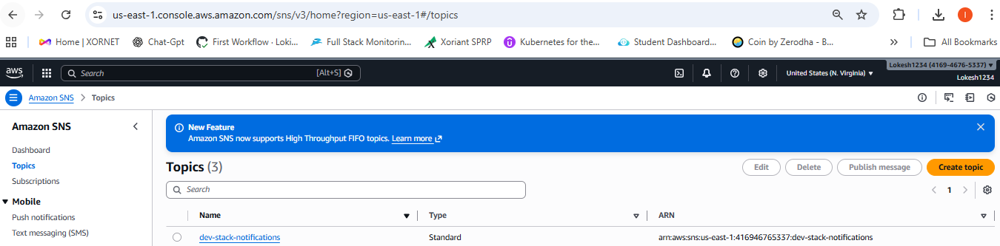 us-east-1.console.aws.amazon.com/sns/v3/home?region=us-east-1#/topics
I
Home | XORNET Chat-Gpt First Workflow · Loki... Full Stack Monitorin... Xoriant SPRP Kubernetes for the... Student Dashboard... Coin by Zerodha - B... » All Bookmarks
aws Search [Alt+S] United States (N. Virginia) Lokesh1234 (4169-4676-5337)
Lokesh1234
Amazon SNS > Topics
Amazon SNS
Dashboard
Topics
Subscriptions
Mobile
Push notifications
Text messaging (SMS)
New Feature
Amazon SNS now supports High Throughput FIFO topics. Learn more
Topics (3) Edit Delete Publish message Create topic
Search 1
Name Type ARN
dev-stack-notifications Standard arn:aws:sns:us-east-1:416946765337:dev-stack-notifications